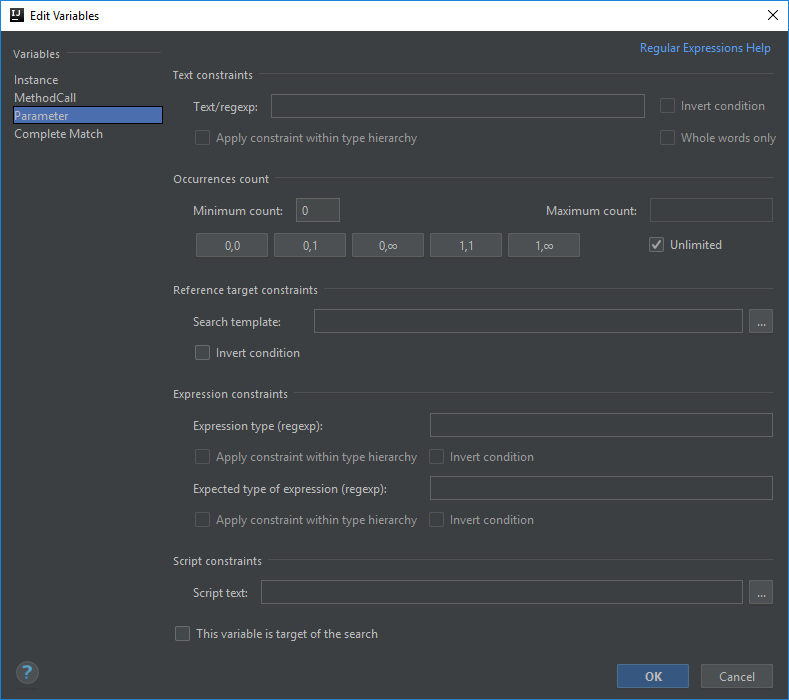 IJ Edit Variables
Regular Expressions Help
Variables
Instance
MethodCall
Parameter
Complete Match
Text constraints
Text/regexp:
Invert condition
Apply constraint within type hierarchy
Whole words only
Occurrences count
Minimum count: 0
Maximum count:
0,0 0,1 0,∞ 1,1 1,∞
Unlimited
Reference target constraints
Search template: ...
Invert condition
Expression constraints
Expression type (regexp):
Apply constraint within type hierarchy Invert condition
Expected type of expression (regexp):
Apply constraint within type hierarchy Invert condition
Script constraints
Script text: ...
This variable is target of the search
?
OK Cancel